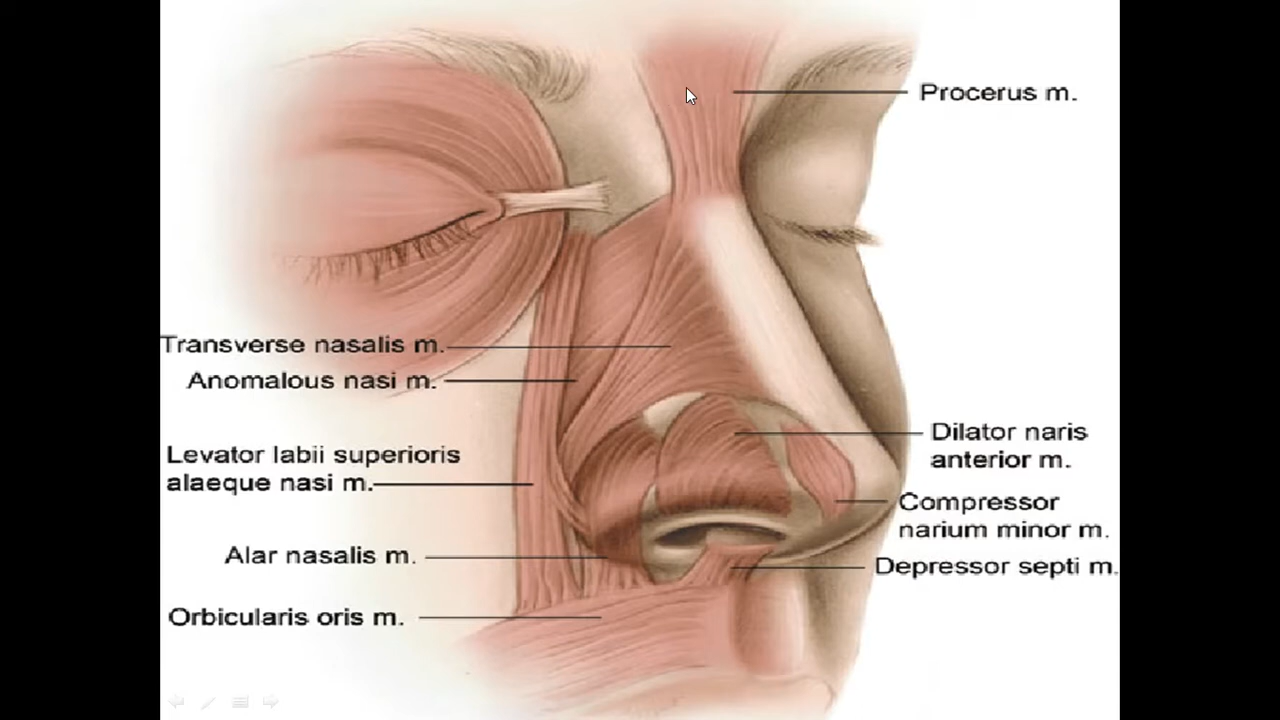 Procerus m.
Transverse nasalis m.
Anomalous nasi m.
Levator labii superioris
alaeque nasi m.
Alar nasalis m.
Orbicularis oris m.
Dilator naris
anterior m.
Compressor
narium minor m.
Depressor septi m.